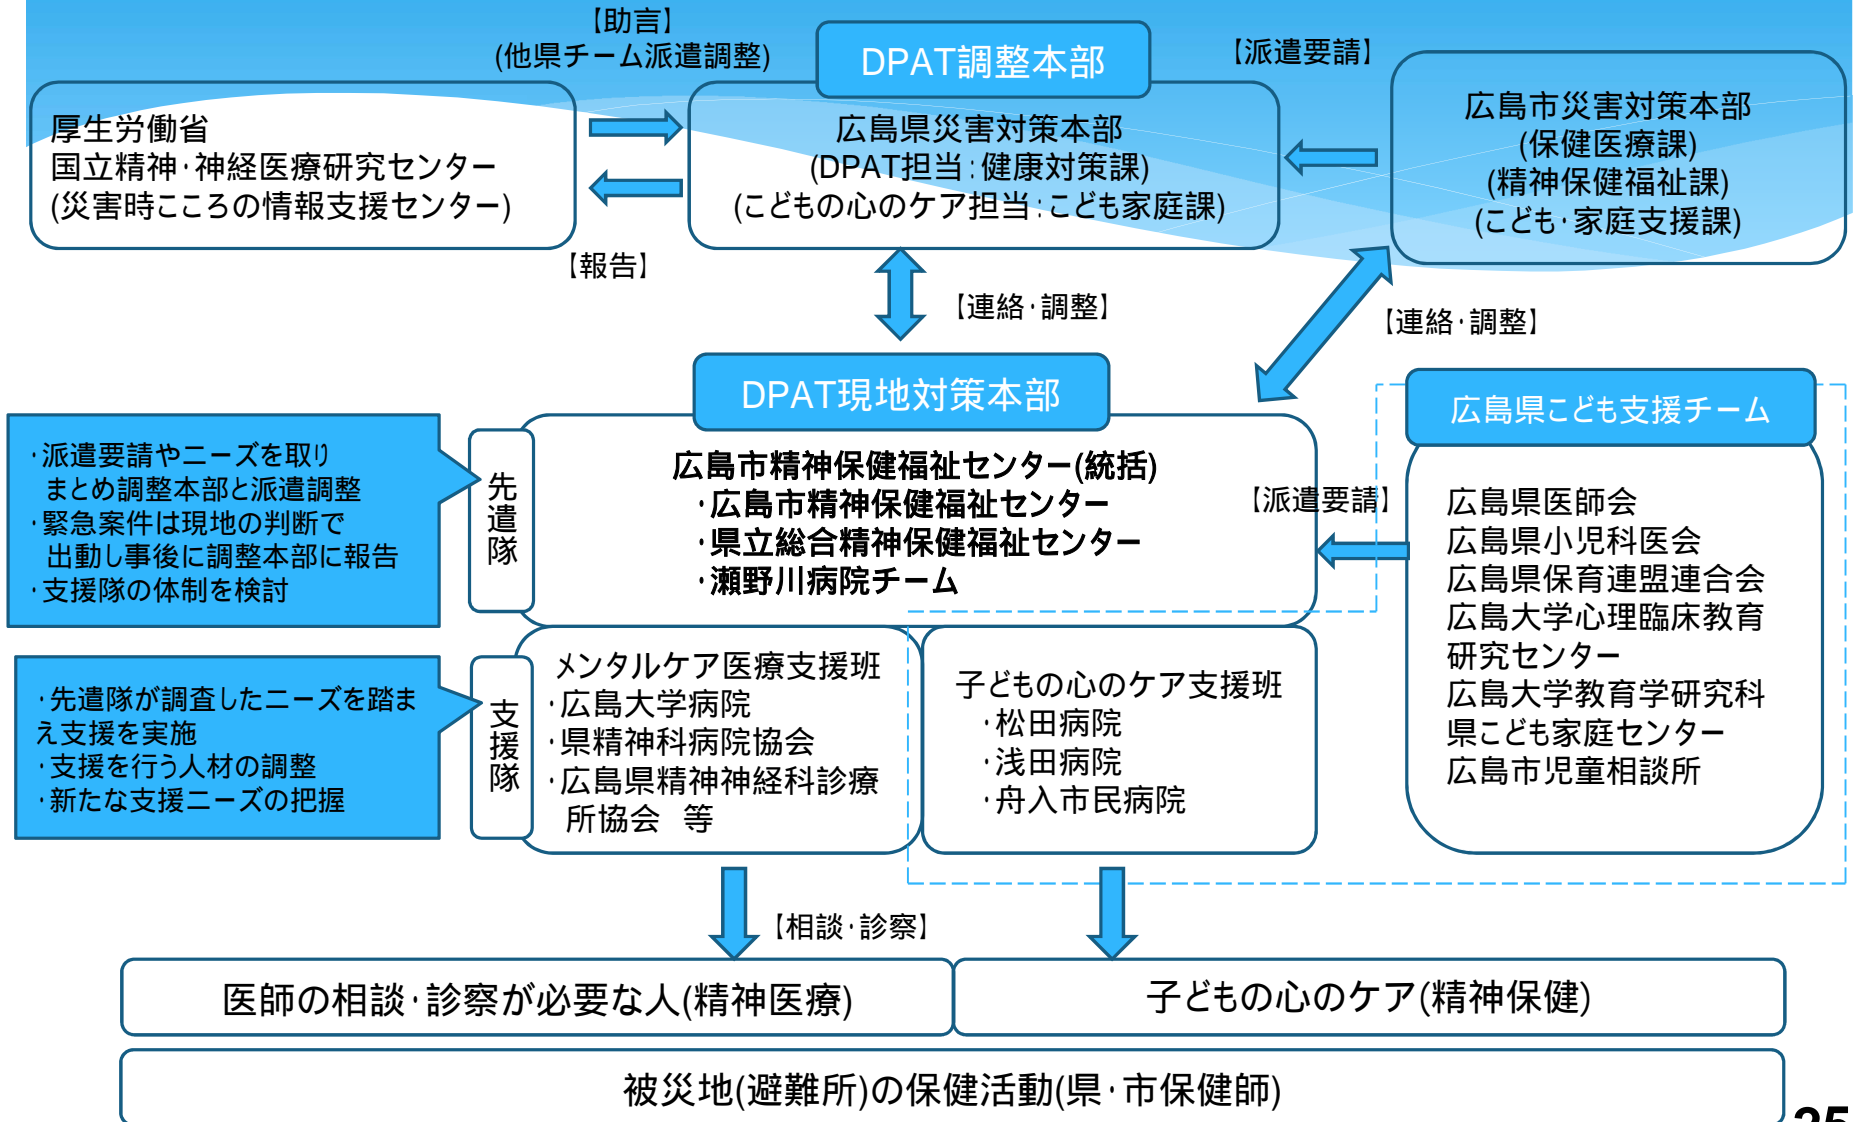 【助言】
(他県チーム派遣調整)
DPAT調整本部
【派遣要請】
厚生労働省
国立精神・神経医療研究センター
(災害時こころの情報支援センター)
広島県災害対策本部
(DPAT担当:健康対策課)
(こどもの心のケア担当:こども家庭課)
広島市災害対策本部
(保健医療課)
(精神保健福祉課)
(こども・家庭支援課)
【報告】
【連絡・調整】
【連絡・調整】
DPAT現地対策本部
広島県こども支援チーム
・派遣要請やニーズを取り
まとめ調整本部と派遣調整
・緊急案件は現地の判断で
出動し事後に調整本部に報告
・支援隊の体制を検討
先遣隊
広島市精神保健福祉センター(統括)
・広島市精神保健福祉センター
・県立総合精神保健福祉センター
・瀬野川病院チーム
【派遣要請】
広島県医師会
広島県小児科医会
広島県保育連盟連合会
広島大学心理臨床教育
研究センター
広島大学教育学研究科
県こども家庭センター
広島市児童相談所
・先遣隊が調査したニーズを踏ま
え支援を実施
・支援を行う人材の調整
・新たな支援ニーズの把握
支援隊
メンタルケア医療支援班
・広島大学病院
・県精神科病院協会
・広島県精神神経科診療
所協会 等
子どもの心のケア支援班
・松田病院
・浅田病院
・舟入市民病院
【相談・診察】
医師の相談・診察が必要な人(精神医療)
子どもの心のケア(精神保健)
被災地(避難所)の保健活動(県・市保健師)